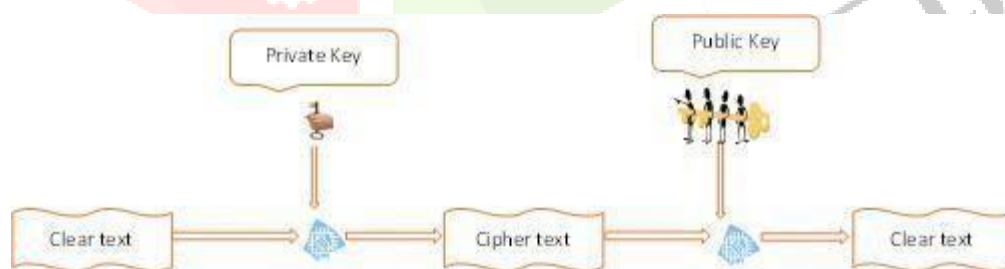 Private Key
Public Key
Clear text
Cipher text
Clear text